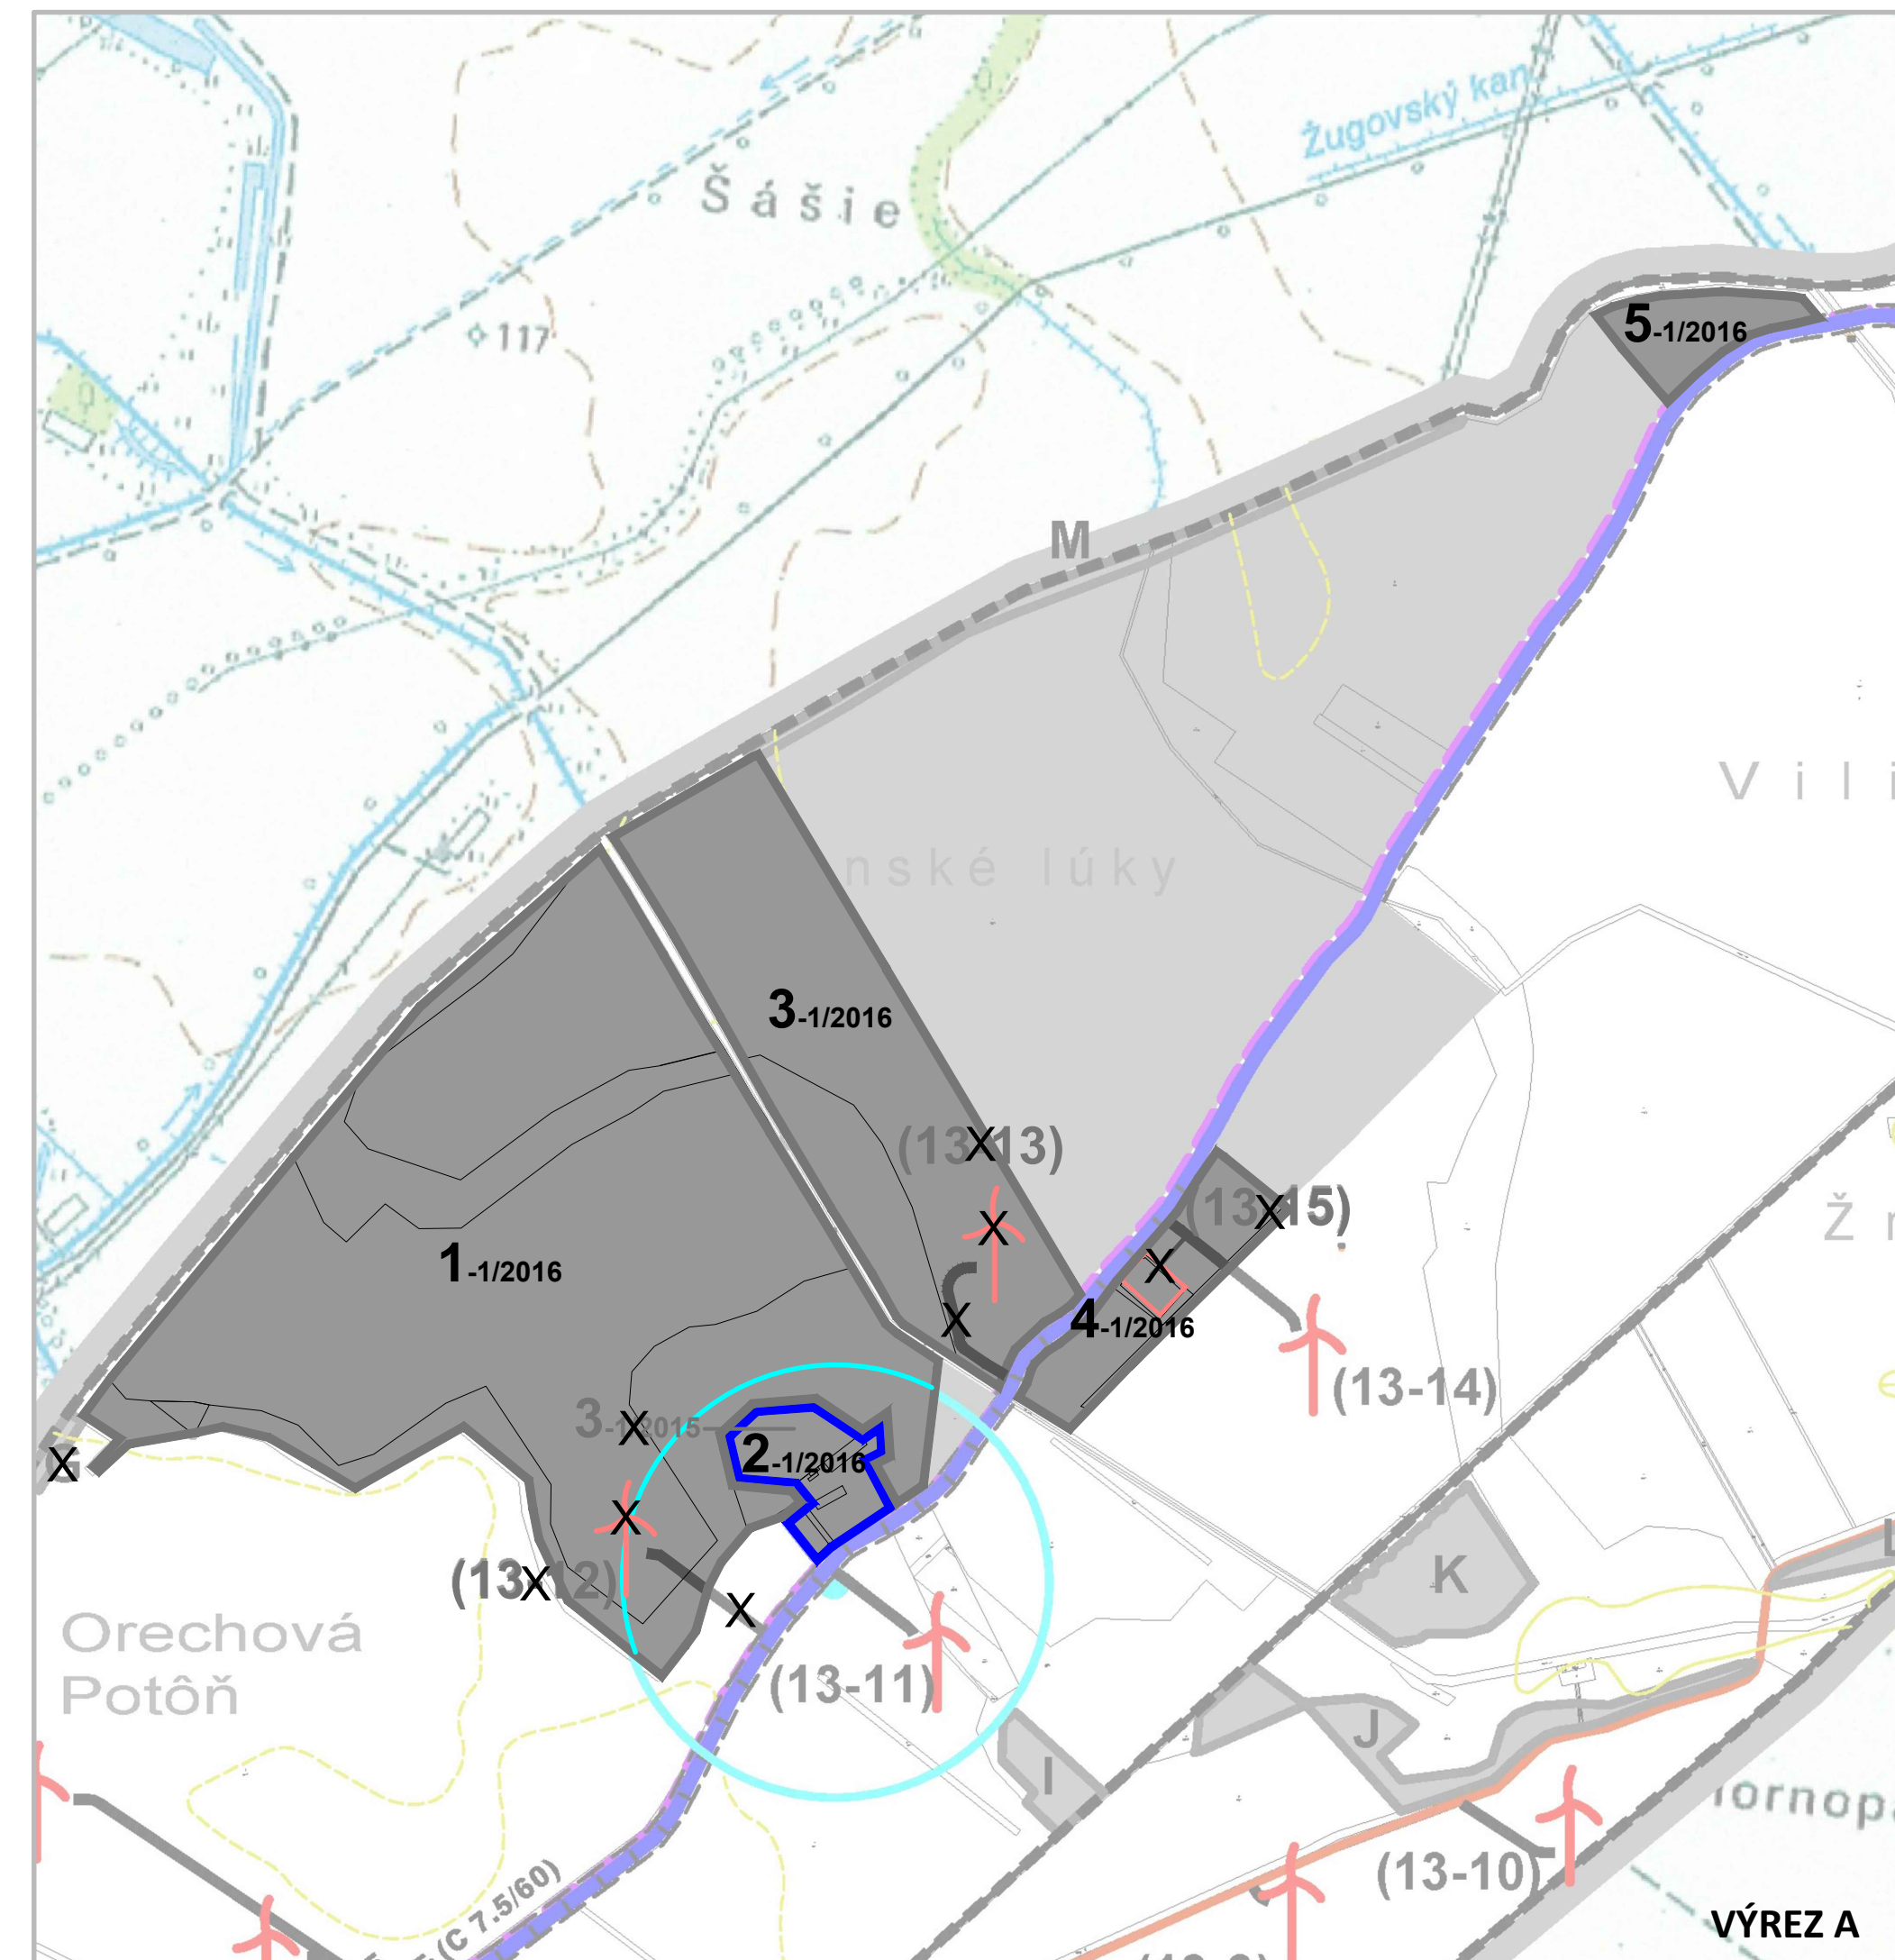 Žugovský kan.
Šášie
117
5-1/2016
M
Vili
nské lúky
3-1/2016
(13-13)
(13-15)
1-1/2016
4-1/2016
(13-14)
3-1/2015
2-1/2016
G
K
L
(13-12)
Orechová
Potôň
(13-11)
J
I
(13-10)
(C 7.5/60)
VÝREZ A